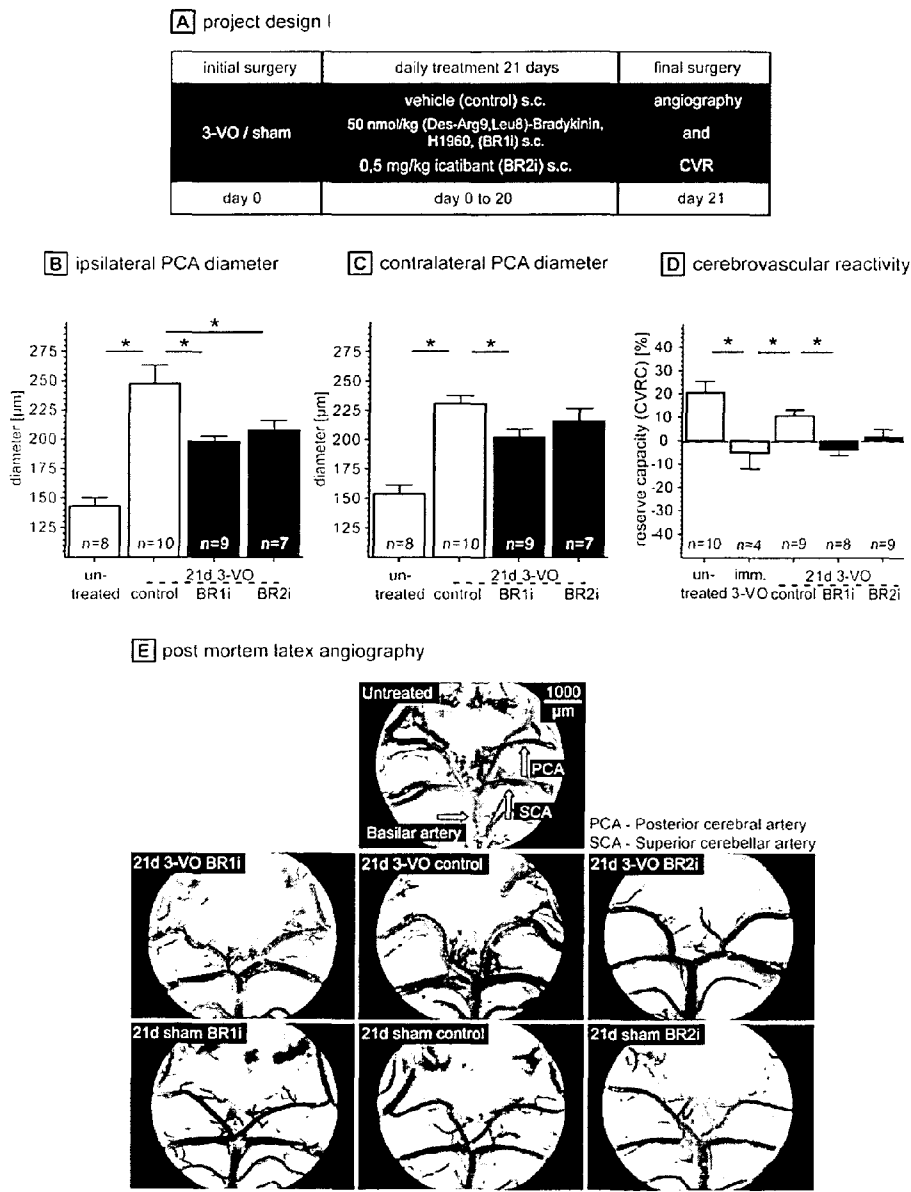 A project design I
initial surgery daily treatment 21 days final surgery
vehicle (control) s.c. angiography
3-VO / sham 50 nmol/kg (Des-Arg9,Leu8)-Bradykinin, and
H1960, (BR1i) s.c.
0,5 mg/kg icatibant (BR2i) s.c. CVR
day 0 day 0 to 20 day 21
B ipsilateral PCA diameter
diameter [µm]
275
250
225
200
175
150
125
* * *
n=8 n=10 n=9 n=7
un-treated control BR1i BR2i
21d 3-VO
C contralateral PCA diameter
diameter [µm]
275
250
225
200
175
150
125
* *
n=8 n=10 n=9 n=7
un-treated control BR1i BR2i
21d 3-VO
D cerebrovascular reactivity
reserve capacity (CVRC) [%]
40
30
20
10
0
-10
-20
-30
-40
* * *
n=10 n=4 n=9 n=8 n=9
un-treated imm. 3-VO control BR1i BR2i
21d 3-VO
E post mortem latex angiography
Untreated 1000
µm
PCA
SCA
Basilar artery
PCA - Posterior cerebral artery
SCA - Superior cerebellar artery
21d 3-VO BR1i 21d 3-VO control 21d 3-VO BR2i
21d sham BR1i 21d sham control 21d sham BR2i